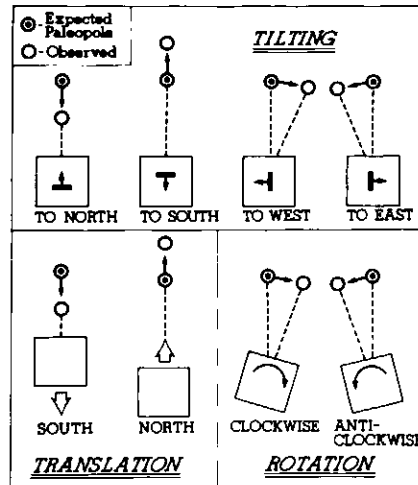 - Expected
Paleopole
- Observed
TILTING
TO NORTH
TO SOUTH
TO WEST
TO EAST
SOUTH
NORTH
CLOCKWISE
ANTI-
CLOCKWISE
TRANSLATION
ROTATION